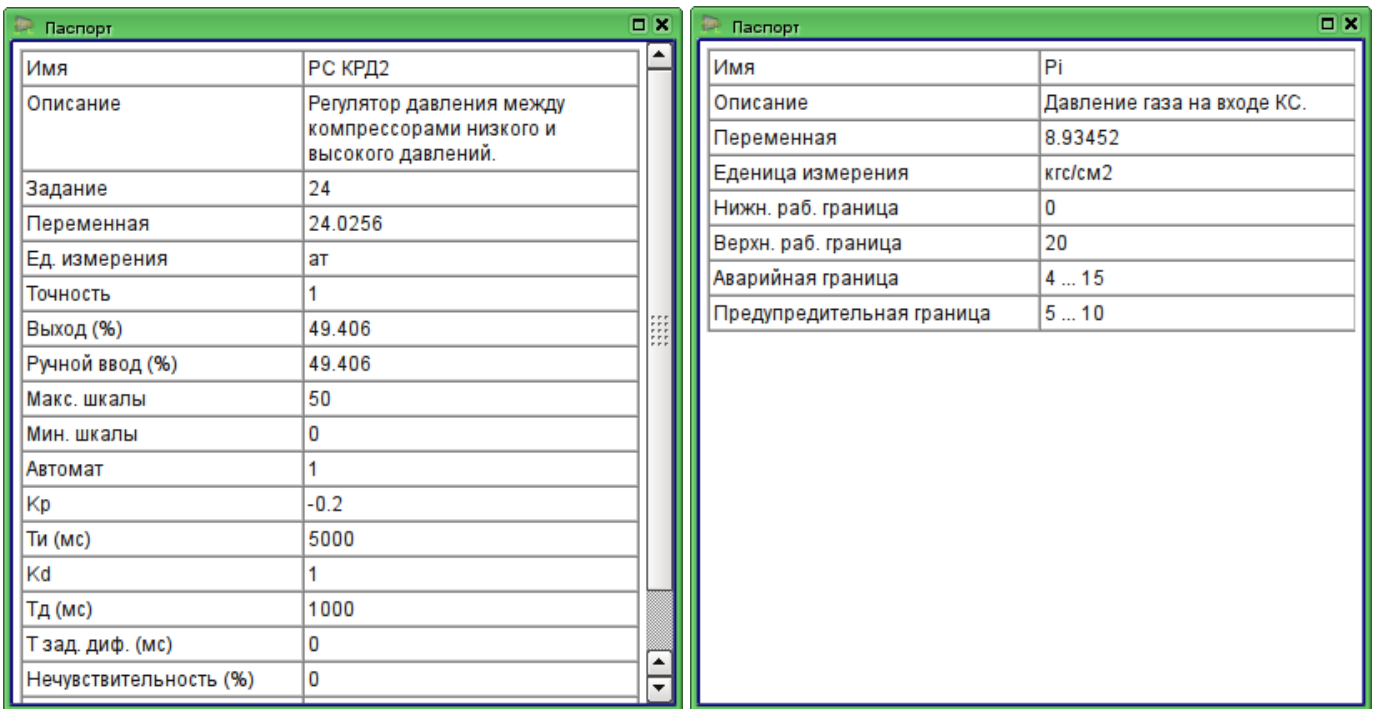 Паспорт
Имя РС КРД2
Описание Регулятор давления между
компрессорами низкого и
высокого давлений.
Задание 24
Переменная 24.0256
Ед. измерения ат
Точность 1
Выход (%) 49.406
Ручной ввод (%) 49.406
Макс. шкалы 50
Мин. шкалы 0
Автомат 1
Kp -0.2
Ти (мс) 5000
Kd 1
Тд (мс) 1000
Т зад. диф. (мс) 0
Нечувствительность (%) 0
Паспорт
Имя Pi
Описание Давление газа на входе КС.
Переменная 8.93452
Еденица измерения кгс/см2
Нижн. раб. граница 0
Верхн. раб. граница 20
Аварийная граница 4 ... 15
Предупредительная граница 5 ... 10